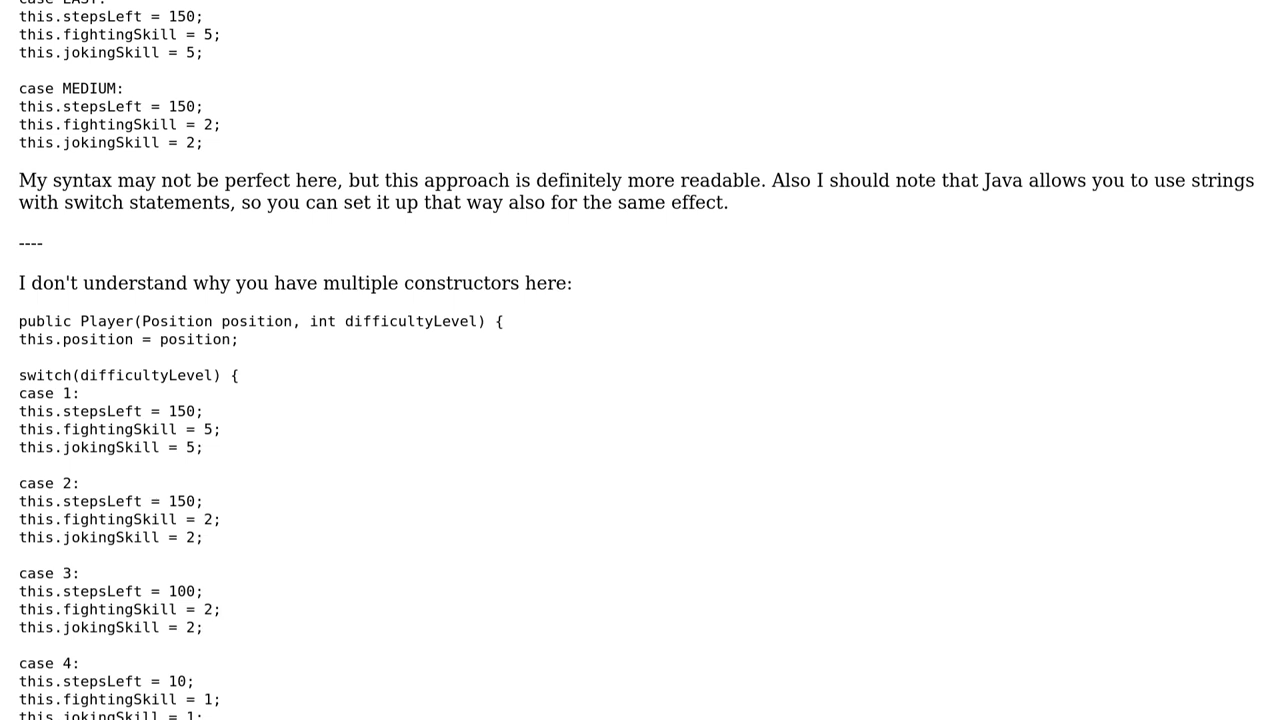 case EASY:
this.stepsLeft = 150;
this.fightingSkill = 5;
this.jokingSkill = 5;

case MEDIUM:
this.stepsLeft = 150;
this.fightingSkill = 2;
this.jokingSkill = 2;

My syntax may not be perfect here, but this approach is definitely more readable. Also I should note that Java allows you to use strings
with switch statements, so you can set it up that way also for the same effect.

----

I don't understand why you have multiple constructors here:

public Player(Position position, int difficultyLevel) {
this.position = position;

switch(difficultyLevel) {
case 1:
this.stepsLeft = 150;
this.fightingSkill = 5;
this.jokingSkill = 5;

case 2:
this.stepsLeft = 150;
this.fightingSkill = 2;
this.jokingSkill = 2;

case 3:
this.stepsLeft = 100;
this.fightingSkill = 2;
this.jokingSkill = 2;

case 4:
this.stepsLeft = 10;
this.fightingSkill = 1;
this.jokingSkill = 1;